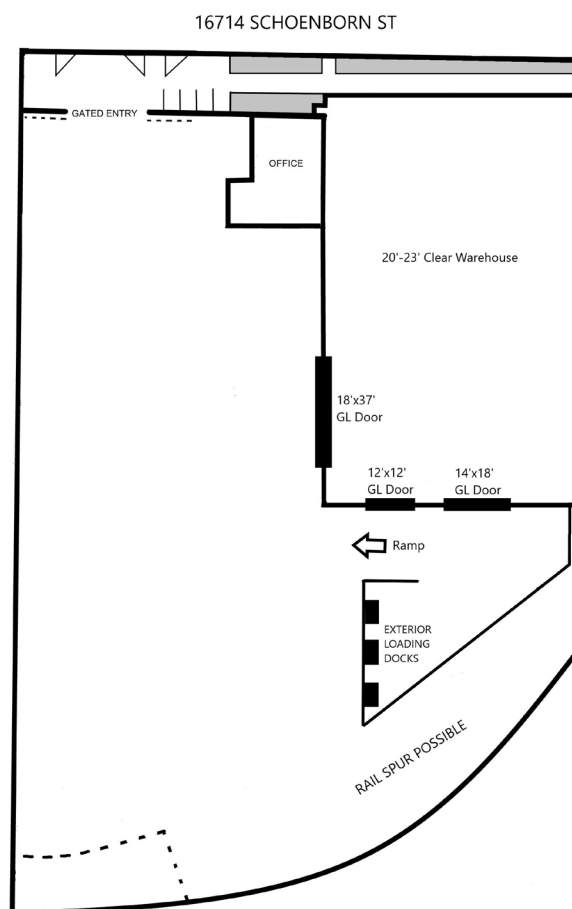 16714 SCHOENBORN ST
GATED ENTRY
OFFICE
20'-23' Clear Warehouse
18'x37'
GL Door
12'x12'
GL Door
14'x18'
GL Door
Ramp
EXTERIOR
LOADING
DOCKS
RAIL SPUR POSSIBLE